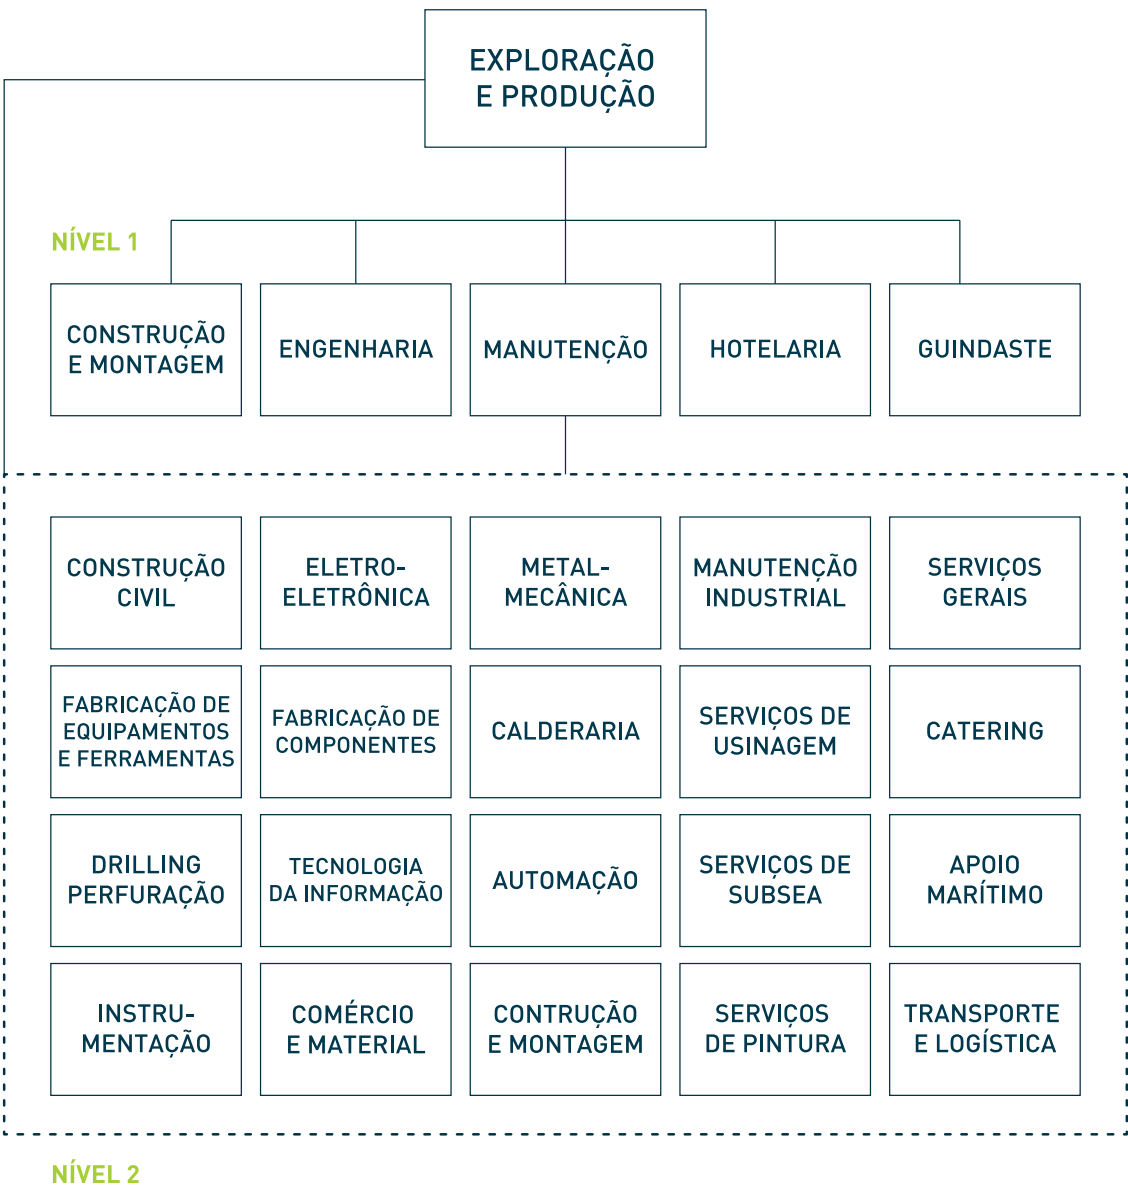 EXPLORAÇÃO
E PRODUÇÃO
NÍVEL 1
CONSTRUÇÃO
E MONTAGEM
ENGENHARIA
MANUTENÇÃO
HOTELARIA
GUINDASTE
CONSTRUÇÃO
CIVIL
ELETRO-
ELETRÔNICA
METAL-
MECÂNICA
MANUTENÇÃO
INDUSTRIAL
SERVIÇOS
GERAIS
FABRICAÇÃO DE
EQUIPAMENTOS
E FERRAMENTAS
FABRICAÇÃO DE
COMPONENTES
CALDERARIA
SERVIÇOS DE
USINAGEM
CATERING
DRILLING
PERFURAÇÃO
TECNOLOGIA
DA INFORMAÇÃO
AUTOMAÇÃO
SERVIÇOS DE
SUBSEA
APOIO
MARÍTIMO
INSTRU-
MENTAÇÃO
COMÉRCIO
E MATERIAL
CONTRUÇÃO
E MONTAGEM
SERVIÇOS
DE PINTURA
TRANSPORTE
E LOGÍSTICA
NÍVEL 2